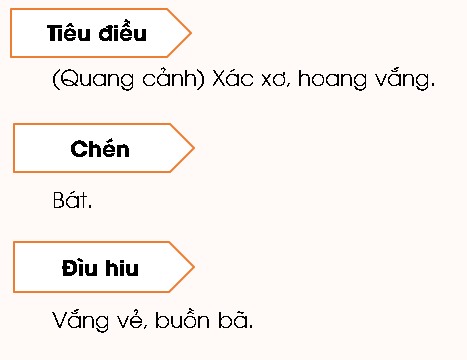 Tiêu điều
(Quang cảnh) Xác xơ, hoang vắng.
Chén
Bát.
Đìu hiu
Vắng vẻ, buồn bã.